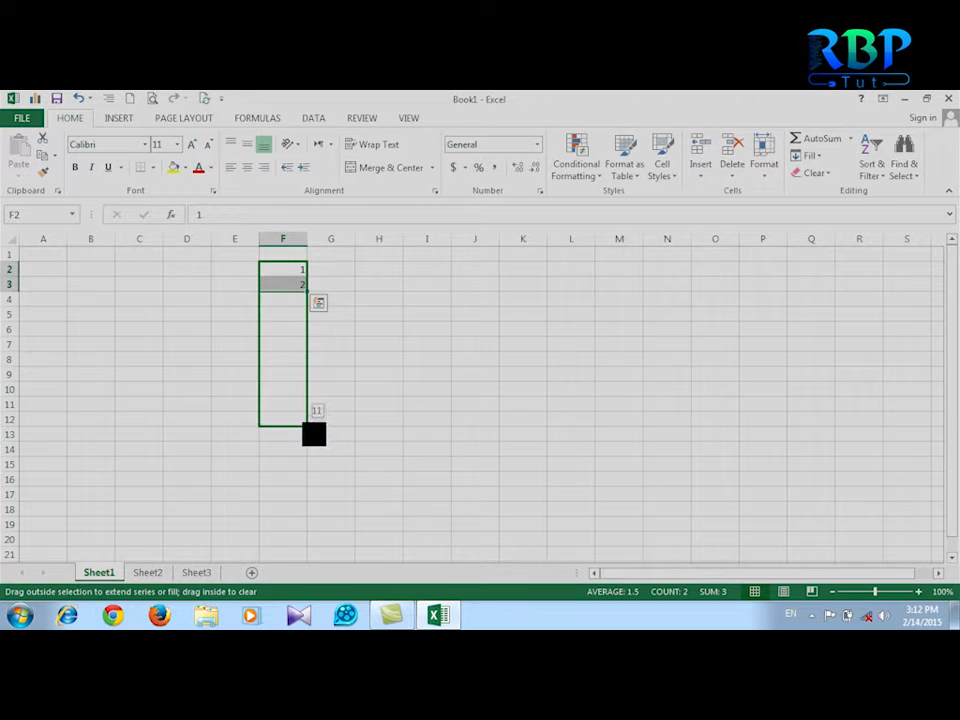 RBP
Tut
Book1 - Excel
?
FILE
HOME
INSERT
PAGE LAYOUT
FORMULAS
DATA
REVIEW
VIEW
Sign in
Paste
Clipboard
Calibri
11
A A
B I U
A
Font
Wrap Text
Merge & Center
Alignment
General
$ %
Number
Conditional
Formatting
Format as
Table
Cell
Styles
Styles
Insert
Delete
Format
Cells
AutoSum
Fill
Clear
Sort &
Filter
Find &
Select
Editing
F2
fx
1
A B C D E F G H I J K L M N O P Q R S
1
2 1
3 2
4
5
6
7
8
9
10
11 11
12
13
14
15
16
17
18
19
20
21
Sheet1 Sheet2 Sheet3
Drag outside selection to extend series or fill; drag inside to clear
AVERAGE: 1.5 COUNT: 2 SUM: 3
100%
EN
3:12 PM
2/14/2015